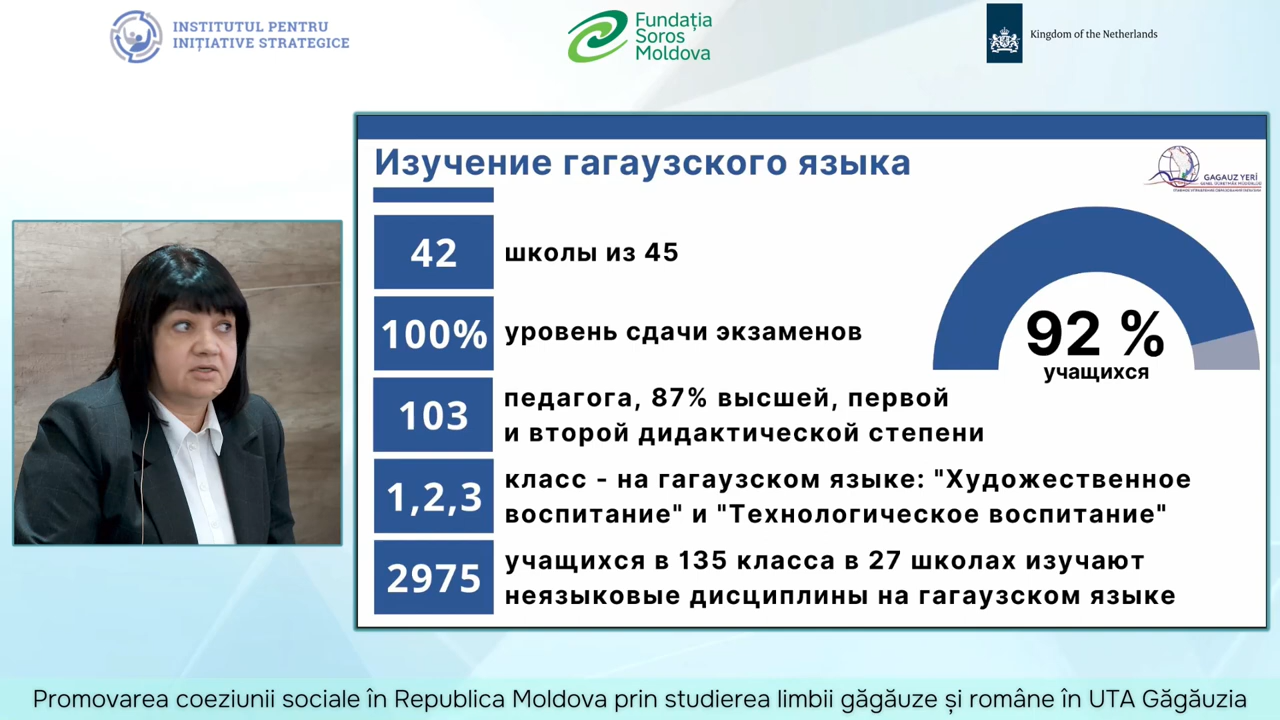 INSTITUTUL PENTRU
INIȚIATIVE STRATEGICE
Fundația
Soros
Moldova
Kingdom of the Netherlands
Изучение гагаузского языка
GAGAUZ YERİ
42
школы из 45
100%
уровень сдачи экзаменов
92 %
учащихся
103
педагога, 87% высшей, первой
и второй дидактической степени
1,2,3
класс - на гагаузском языке: "Художественное
воспитание" и "Технологическое воспитание"
2975
учащихся в 135 класса в 27 школах изучают
неязыковые дисциплины на гагаузском языке
Promovarea coeziunii sociale în Republica Moldova prin studierea limbii găgăuze și române în UTA Găgăuzia